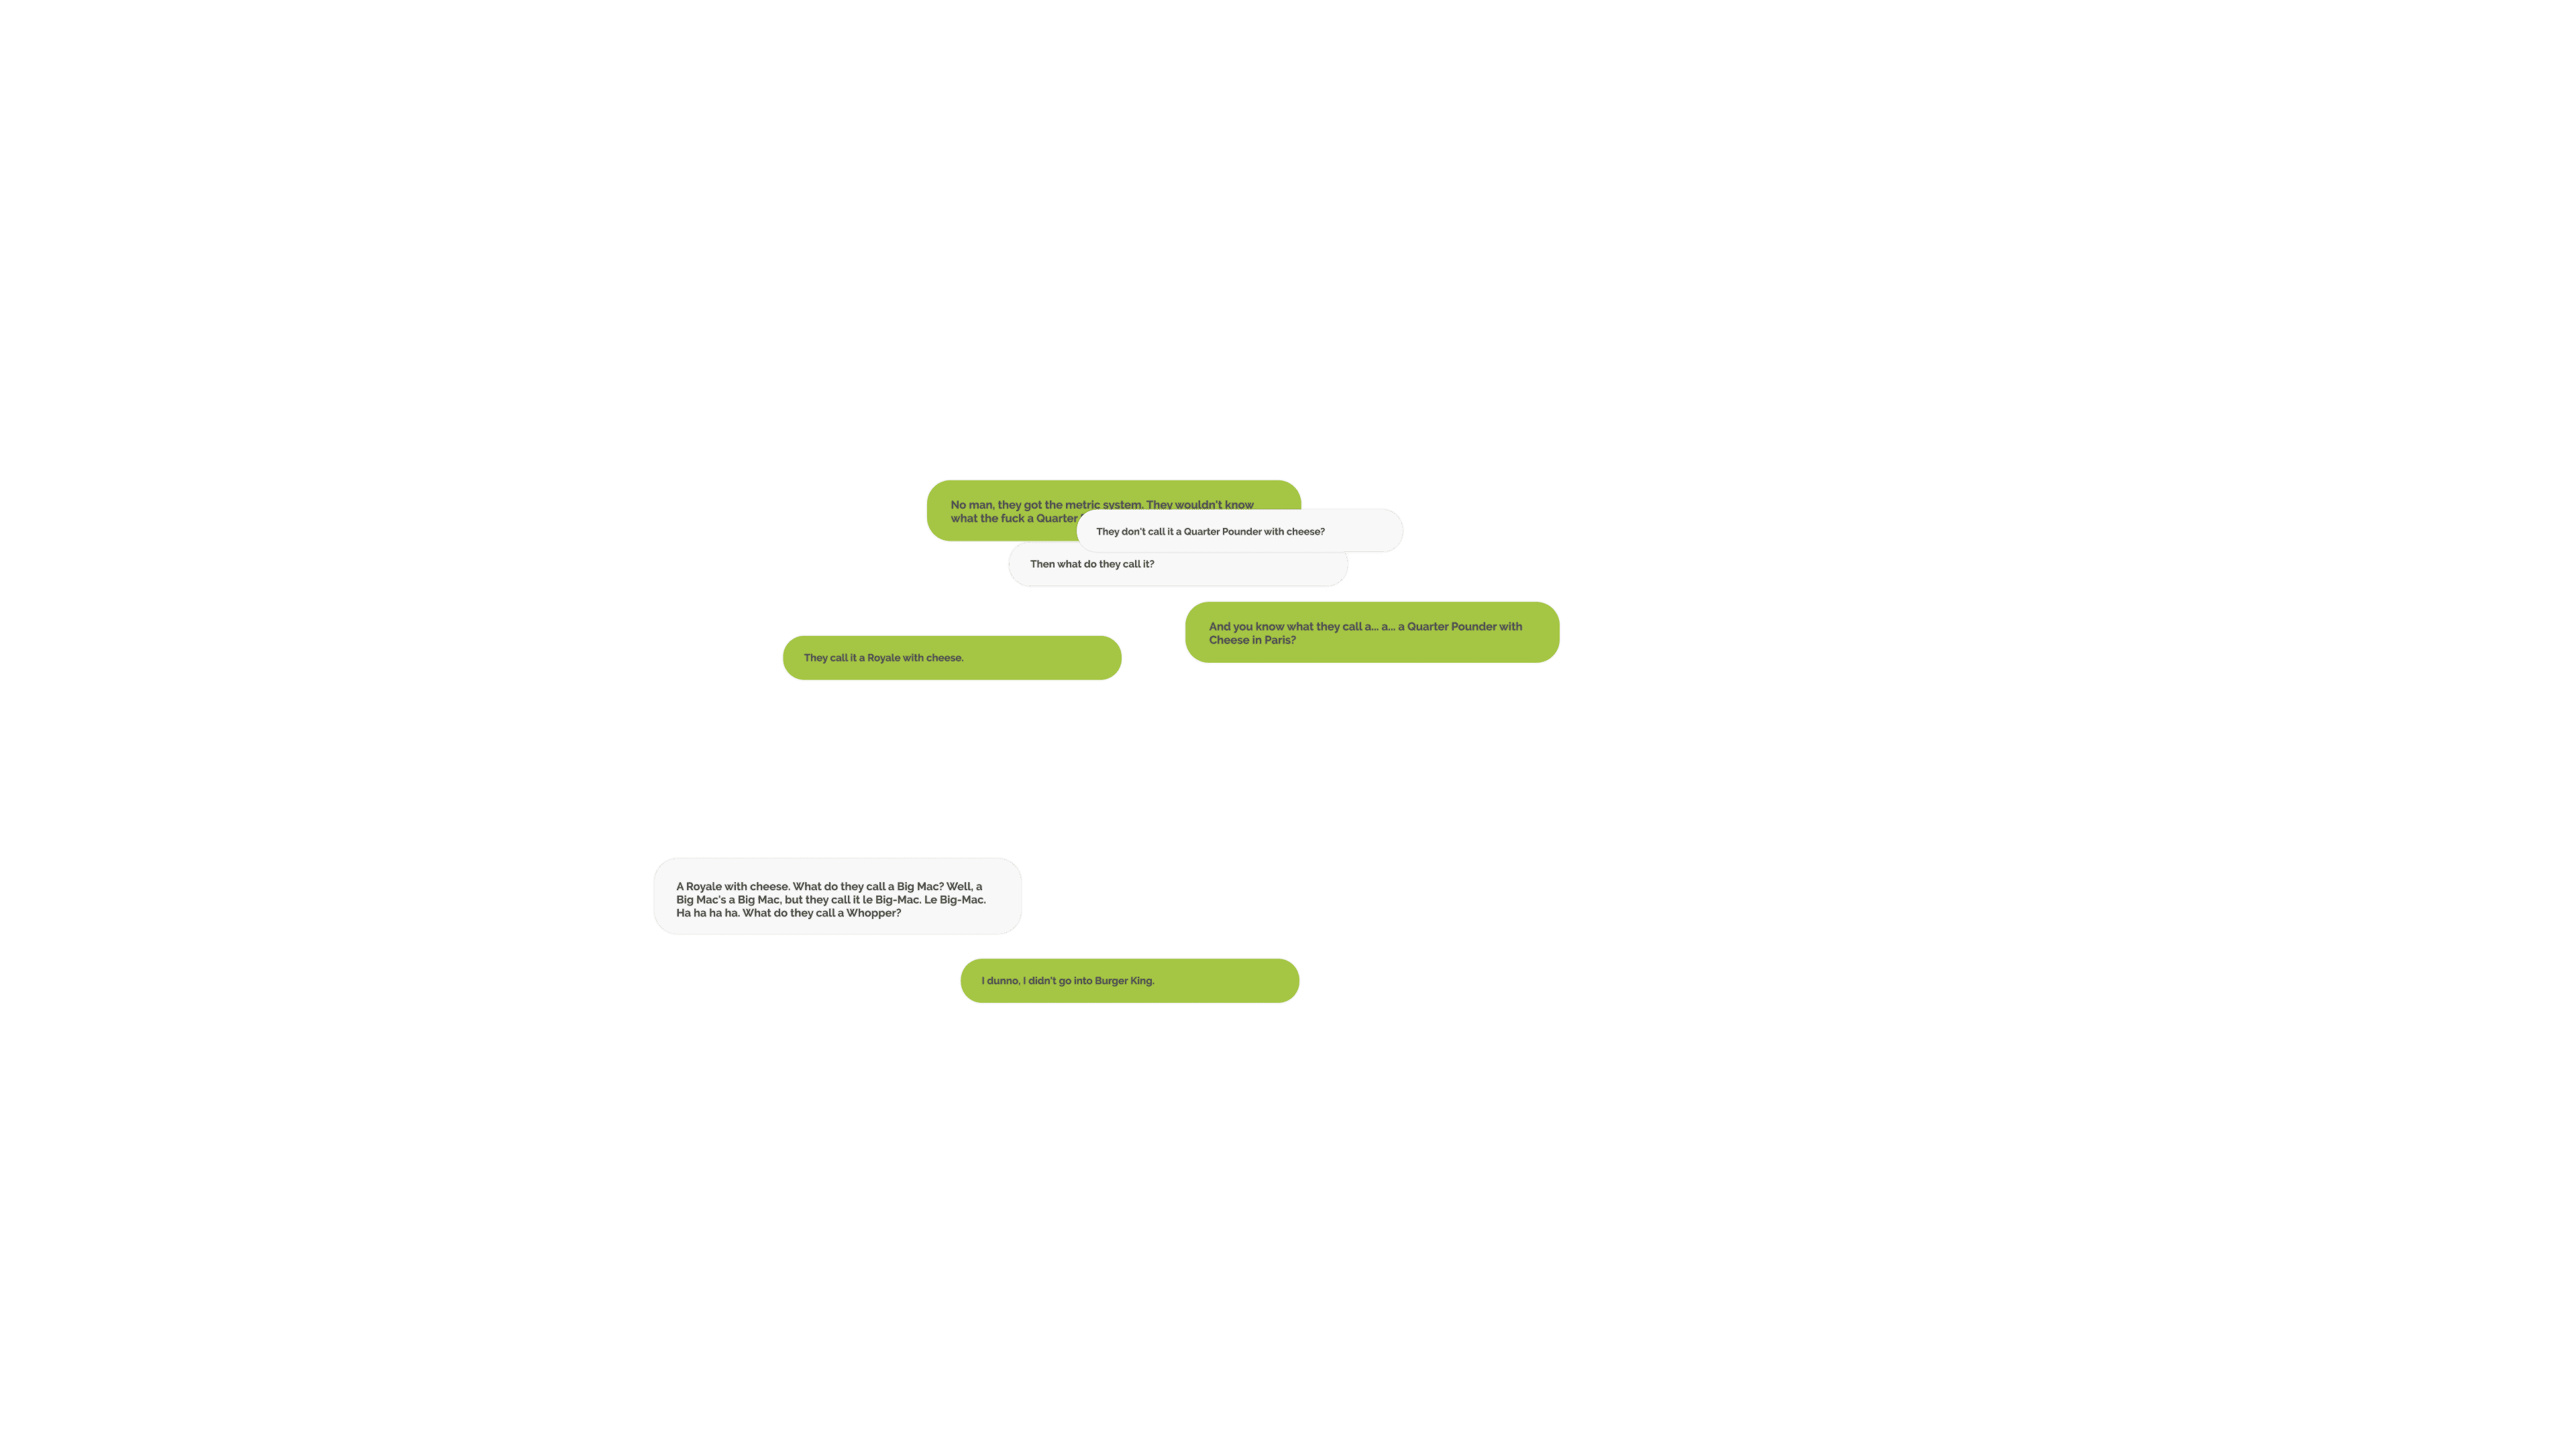 No man, they got the metric system. They wouldn't know
what the fuck a Quarter
They don't call it a Quarter Pounder with cheese?
Then what do they call it?
And you know what they call a... a... a Quarter Pounder with
Cheese in Paris?
They call it a Royale with cheese.
A Royale with cheese. What do they call a Big Mac? Well, a
Big Mac's a Big Mac, but they call it le Big-Mac. Le Big-Mac.
Ha ha ha ha. What do they call a Whopper?
I dunno, I didn't go into Burger King.